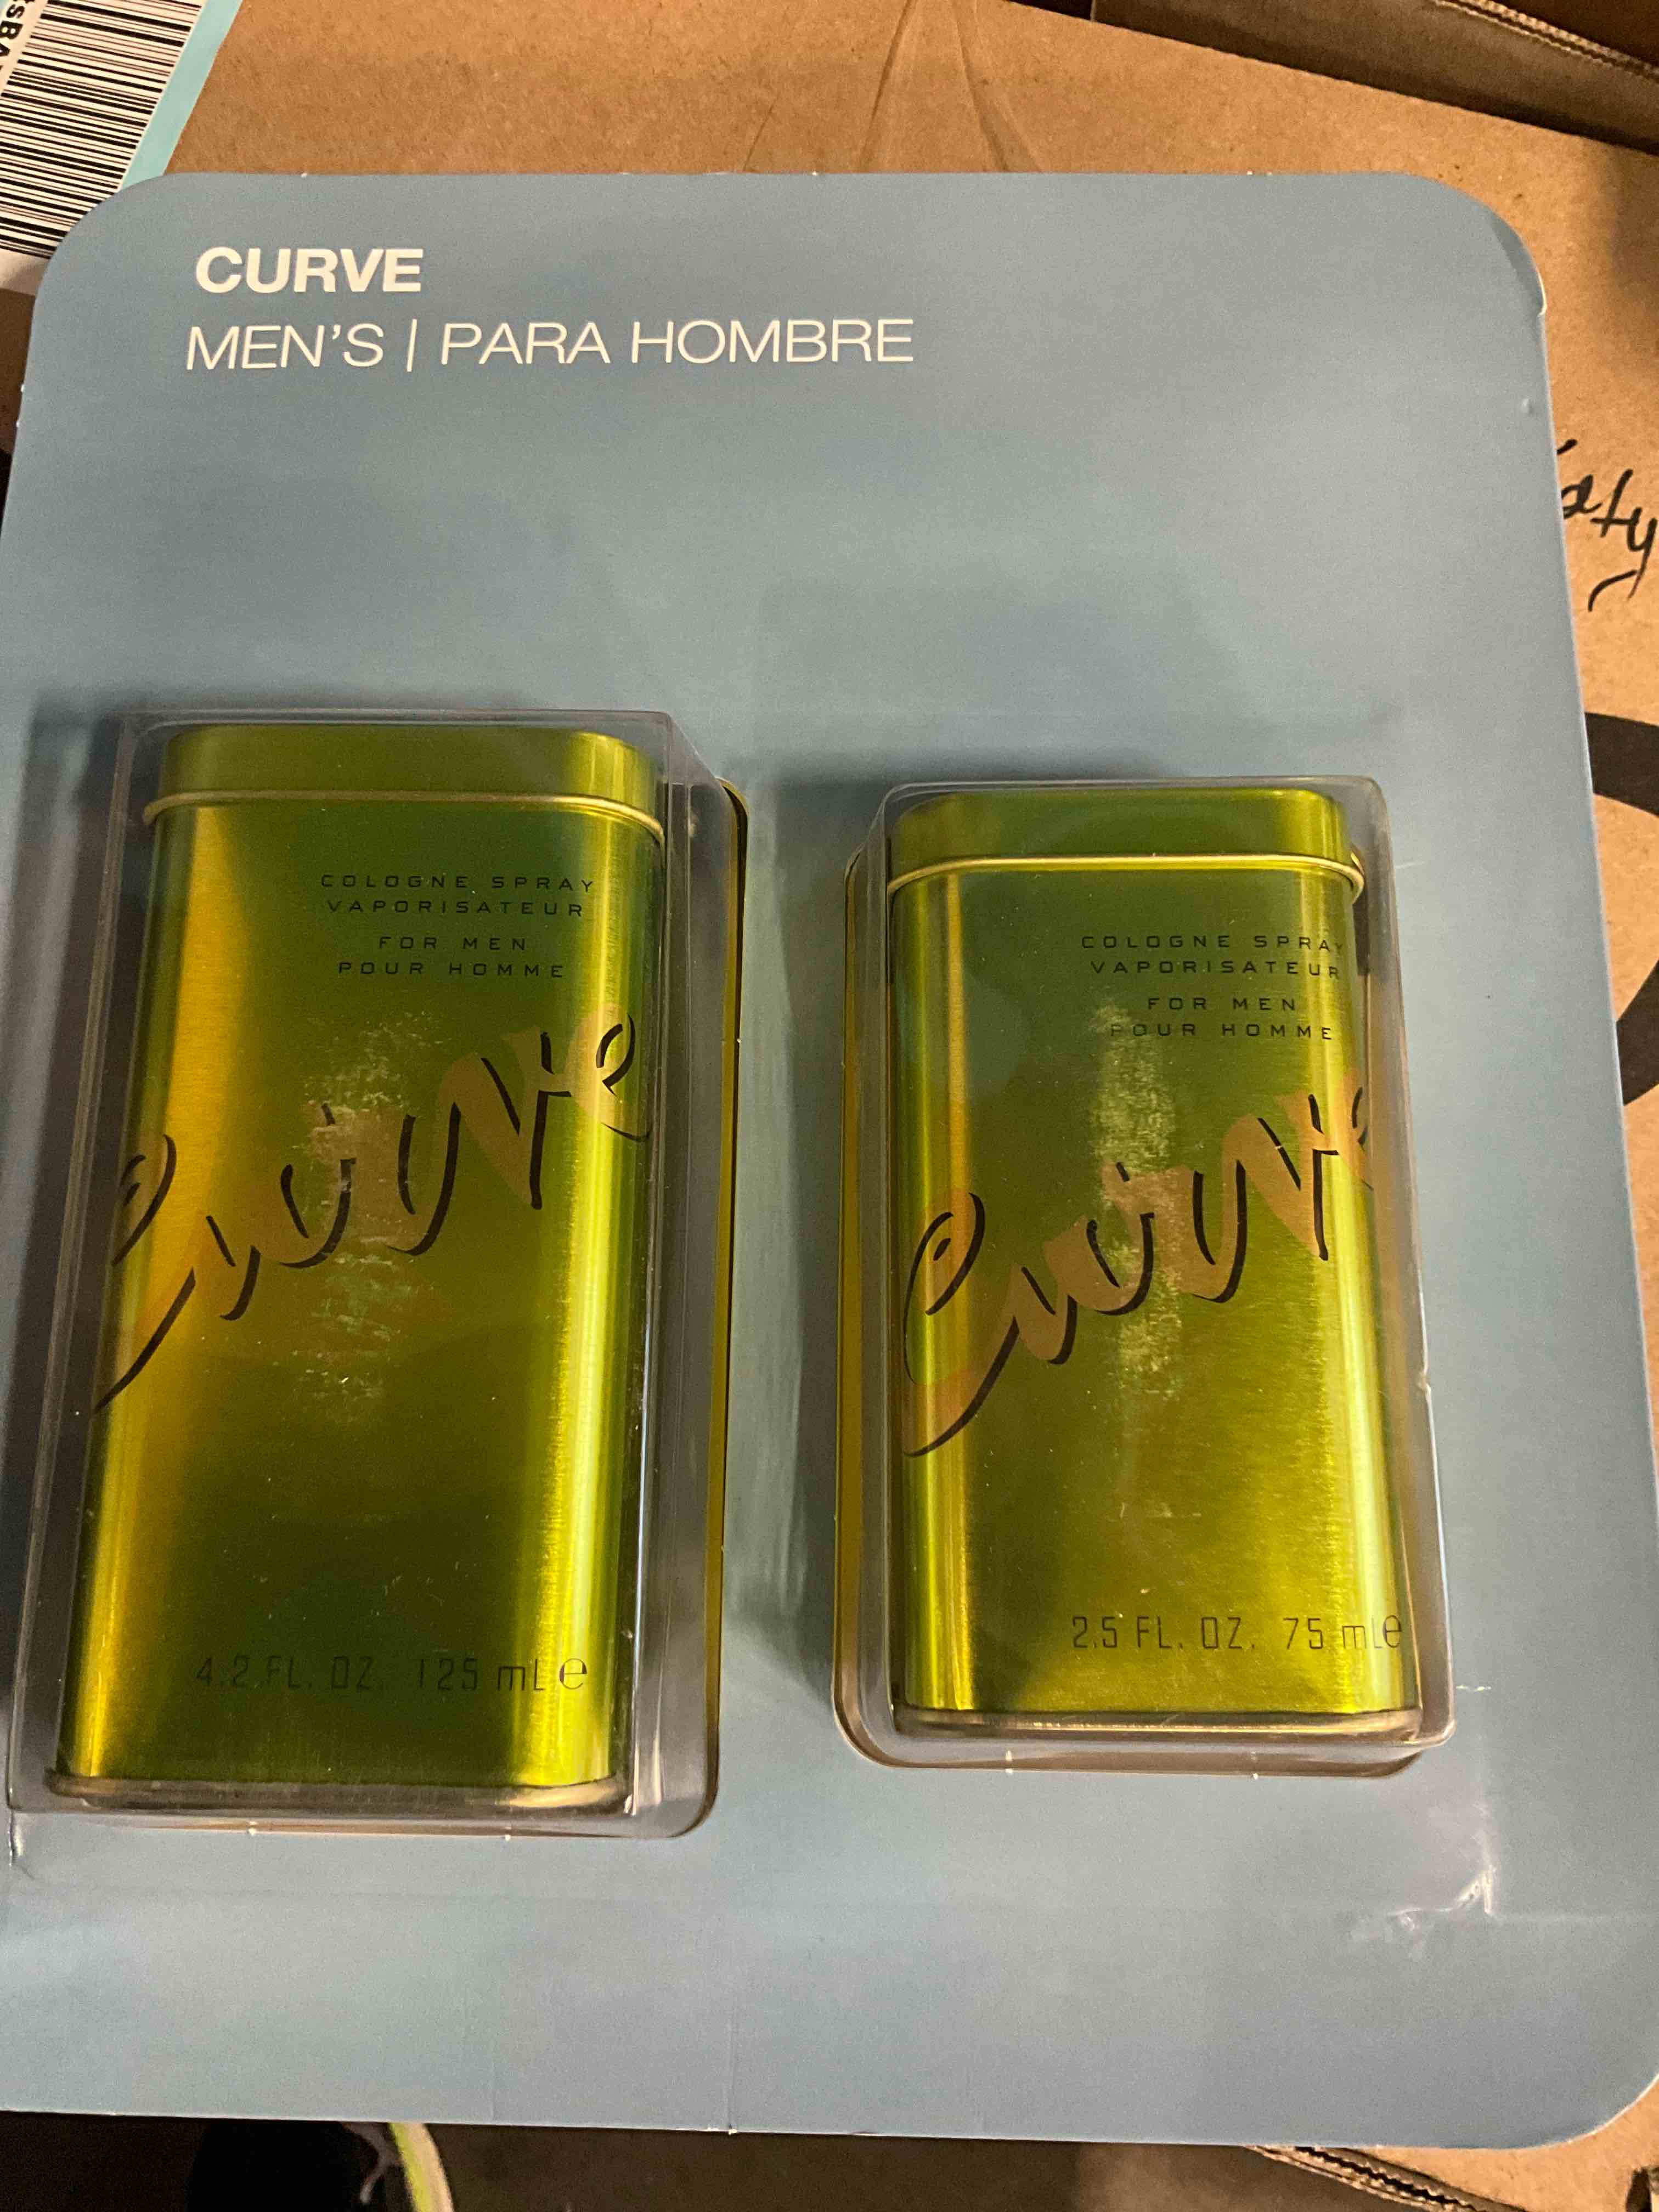 CURVE
MEN'S | PARA HOMBRE
COLOGNE SPRAY
VAPORISATEUR
FOR MEN
POUR HOMME
Curve
4.2 FL. OZ. 125 mL e
COLOGNE SPRAY
VAPORISATEUR
FOR MEN
POUR HOMME
Curve
2.5 FL. OZ. 75 mL e